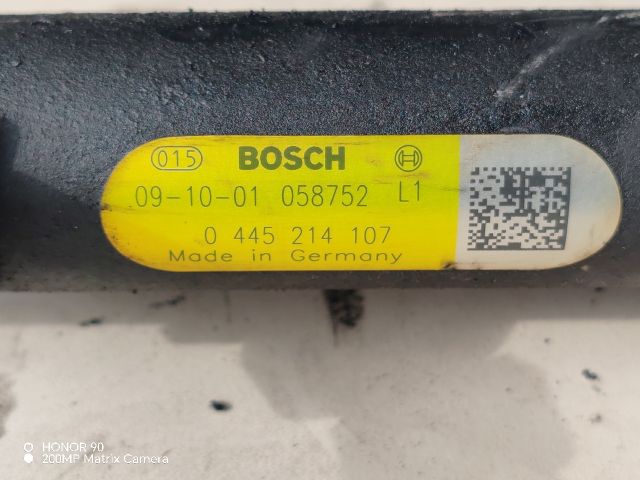 015 BOSCH
09-10-01 058752 L1
0 445 214 107
Made in Germany
HONOR 90
200MP Matrix Camera